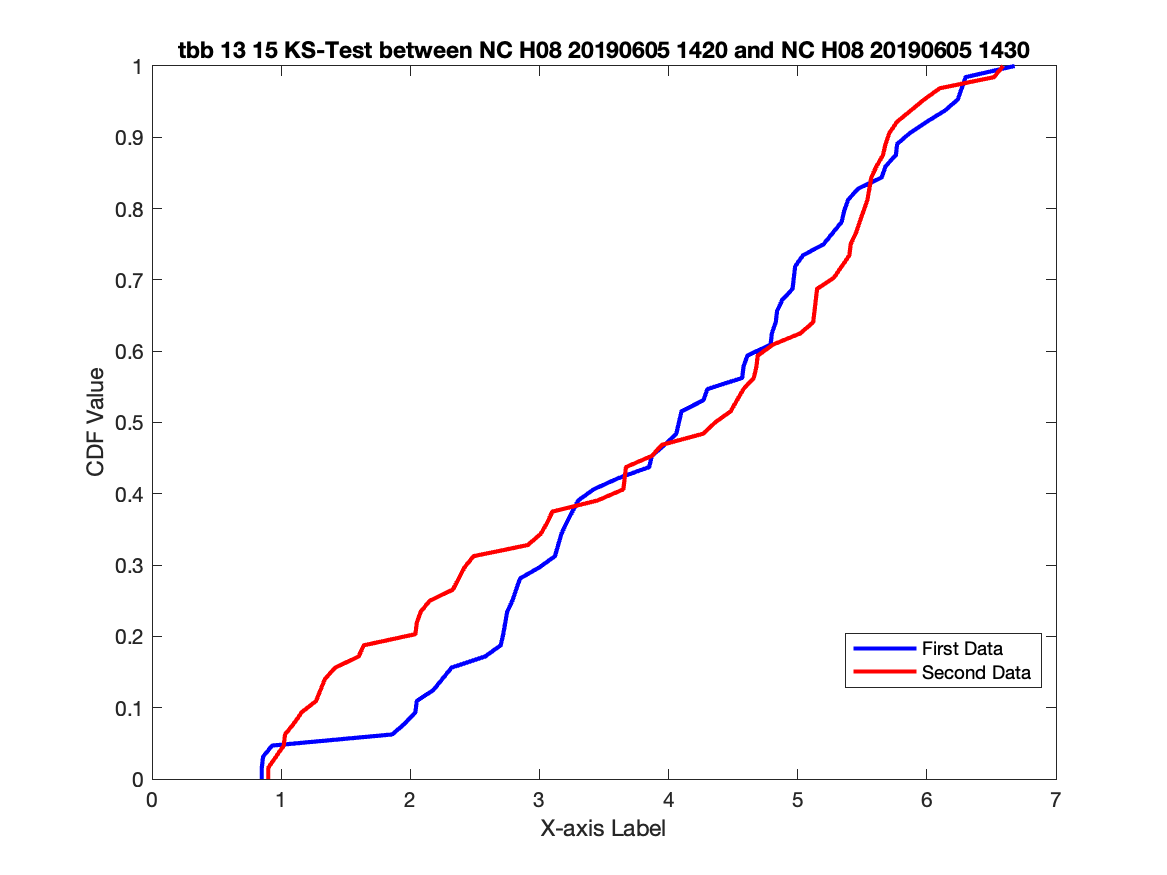 tbb 13 15 KS-Test between NC H08 20190605 1420 and NC H08 20190605 1430
1
0.9
0.8
0.7
0.6
0.5
0.4
0.3
0.2
0.1
0
CDF Value
First Data
Second Data
0 1 2 3 4 5 6 7
X-axis Label